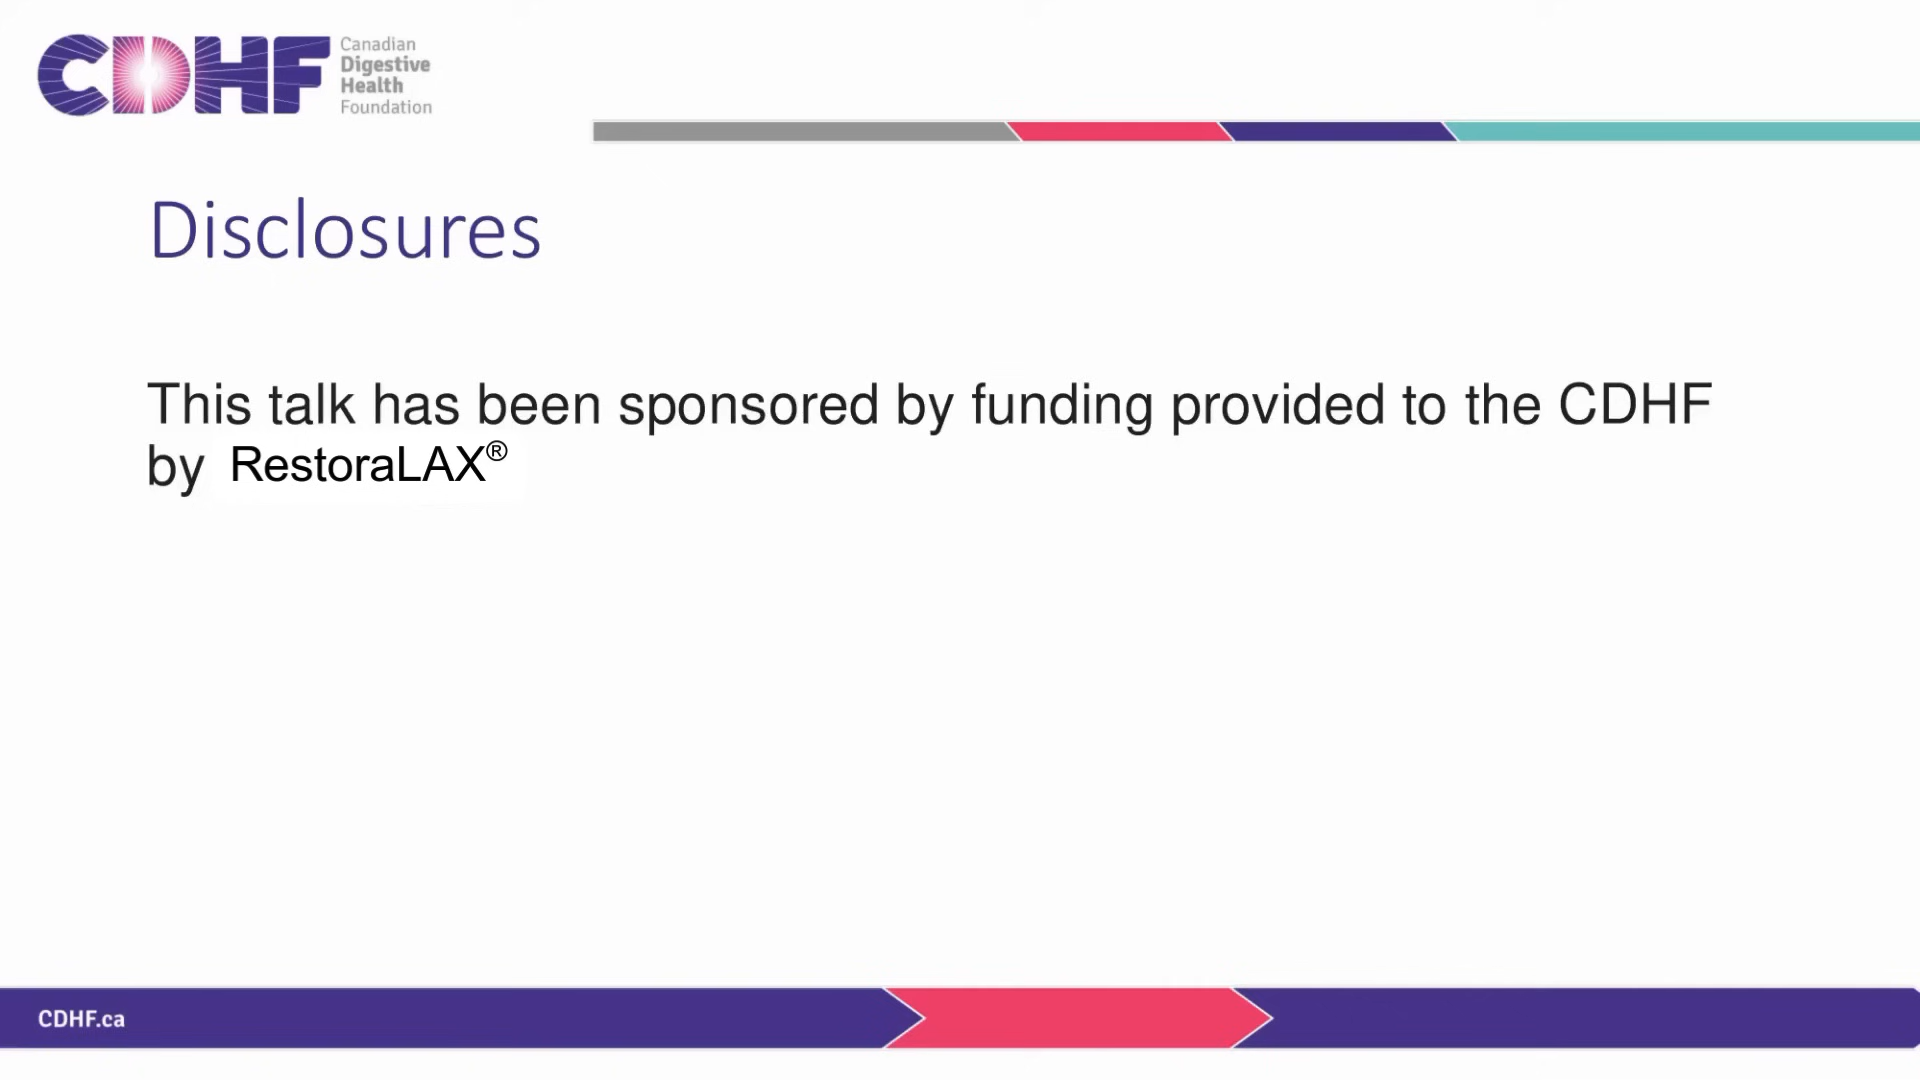 CDHF
Canadian
Digestive
Health
Foundation
Disclosures
This talk has been sponsored by funding provided to the CDHF
by RestoraLAX®
CDHF.ca